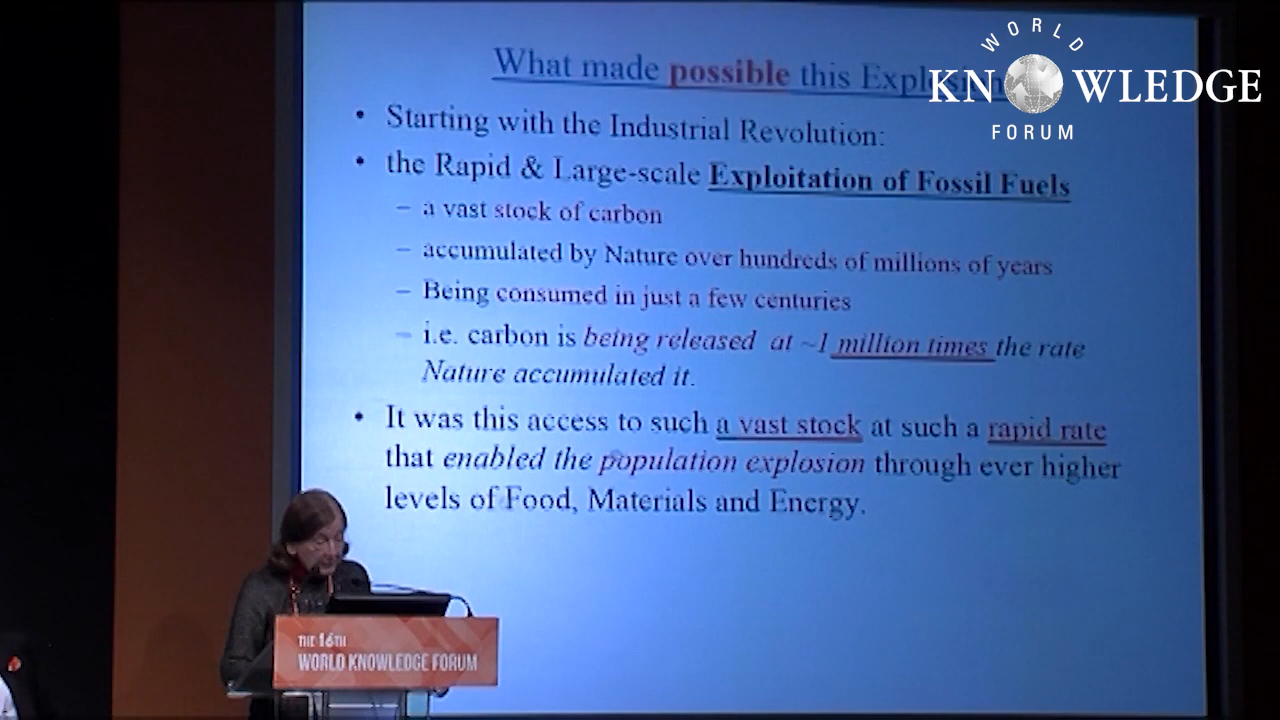 What made possible this Explosion
• Starting with the Industrial Revolution:
• the Rapid & Large-scale Exploitation of Fossil Fuels
– a vast stock of carbon
– accumulated by Nature over hundreds of millions of years
– Being consumed in just a few centuries
– i.e. carbon is being released at ~1 million times the rate
Nature accumulated it.
• It was this access to such a vast stock at such a rapid rate
that enabled the population explosion through ever higher
levels of Food, Materials and Energy.
WORLD
KNOWLEDGE
FORUM
THE 16TH
WORLD KNOWLEDGE FORUM